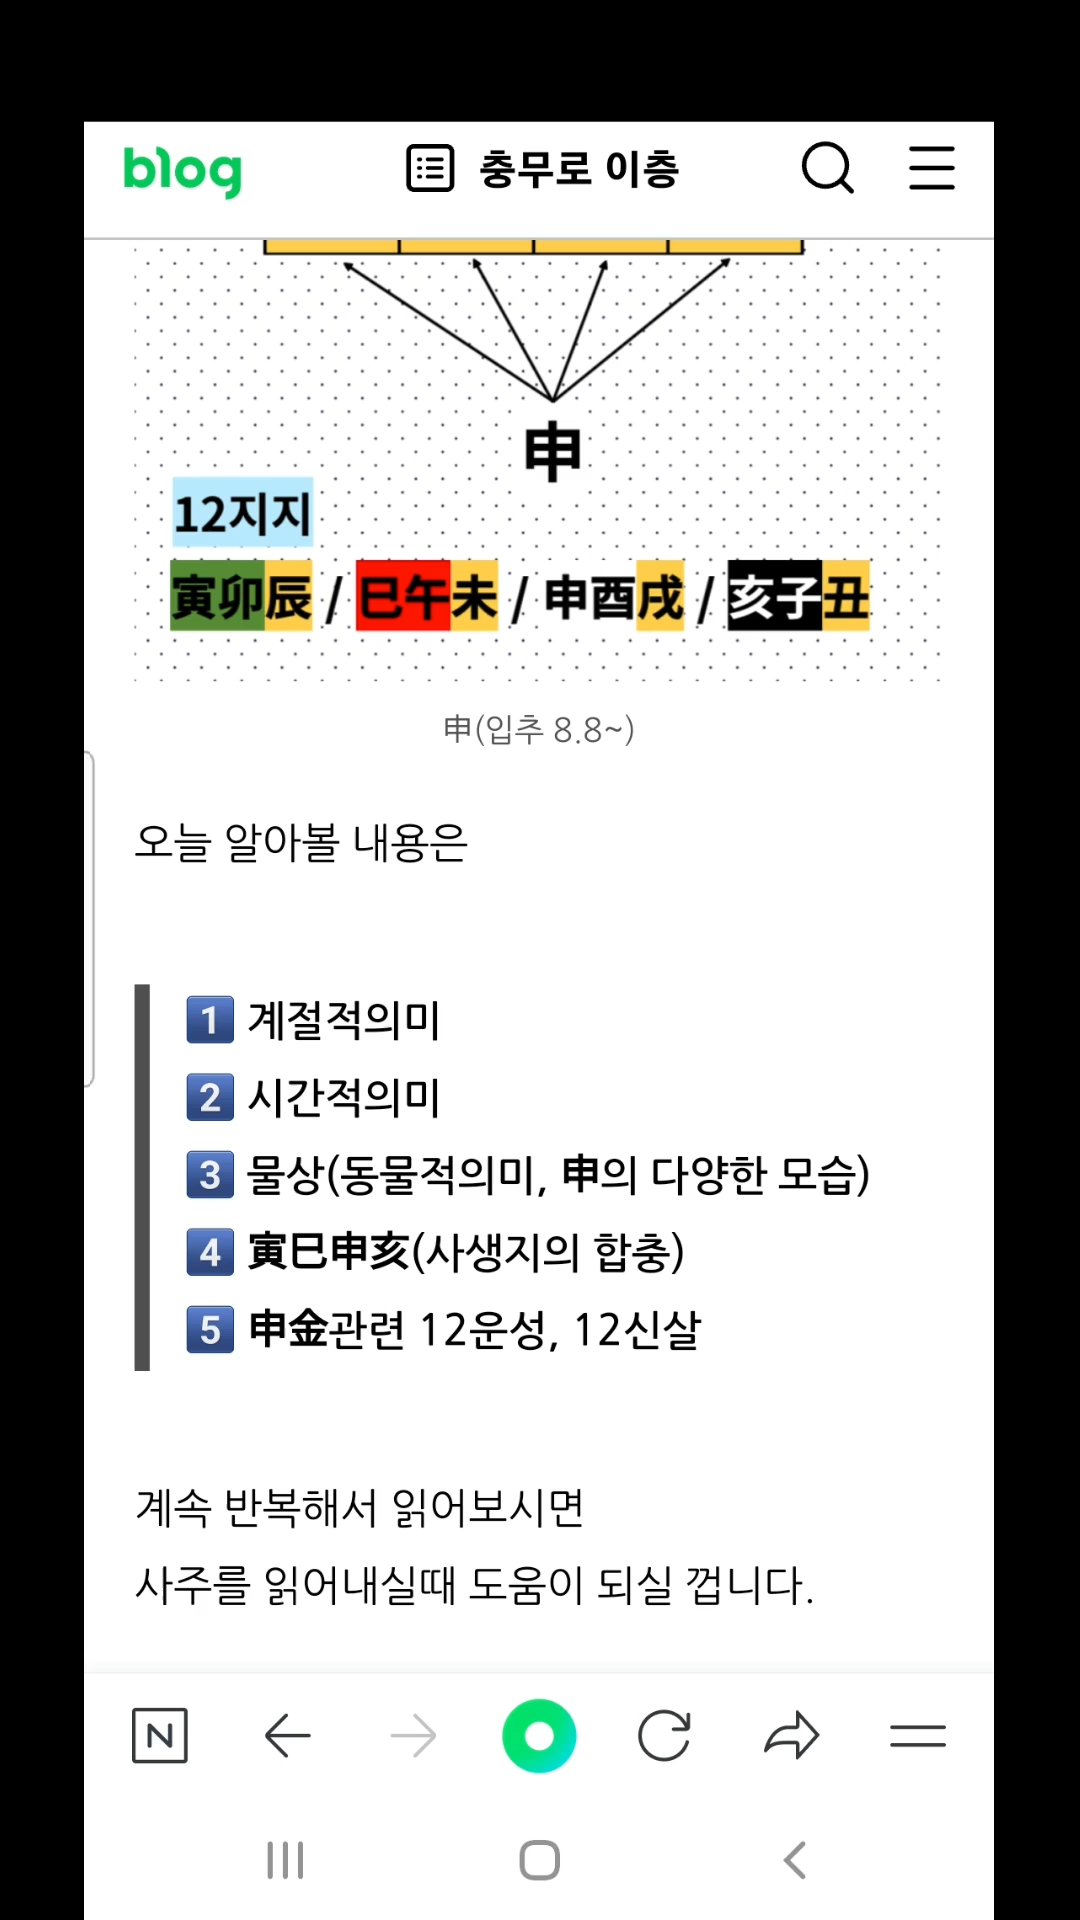 blog 충무로 이층
申
12지지
寅卯辰 / 巳午未 / 申酉戌 / 亥子丑
申(입추 8.8~)
오늘 알아볼 내용은
1 계절적의미
2 시간적의미
3 물상(동물적의미, 申의 다양한 모습)
4 寅巳申亥(사생지의 합충)
5 申金관련 12운성, 12신살
계속 반복해서 읽어보시면
사주를 읽어내실때 도움이 되실 껍니다.
N